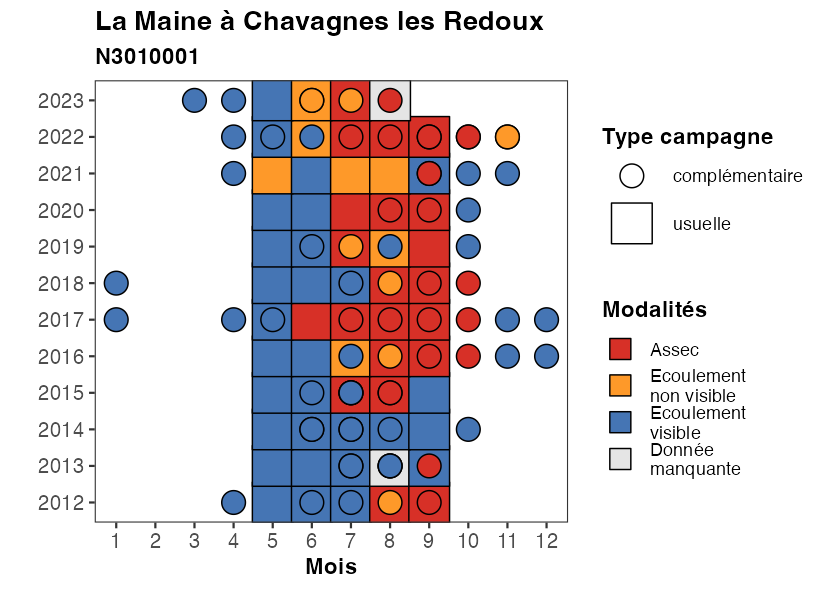 La Maine à Chavagnes les Redoux
N3010001
2023
2022
2021
2020
2019
2018
2017
2016
2015
2014
2013
2012
1 2 3 4 5 6 7 8 9 10 11 12
Mois
Type campagne
complémentaire
usuelle
Modalités
Assec
Ecoulement
non visible
Ecoulement
visible
Donnée
manquante